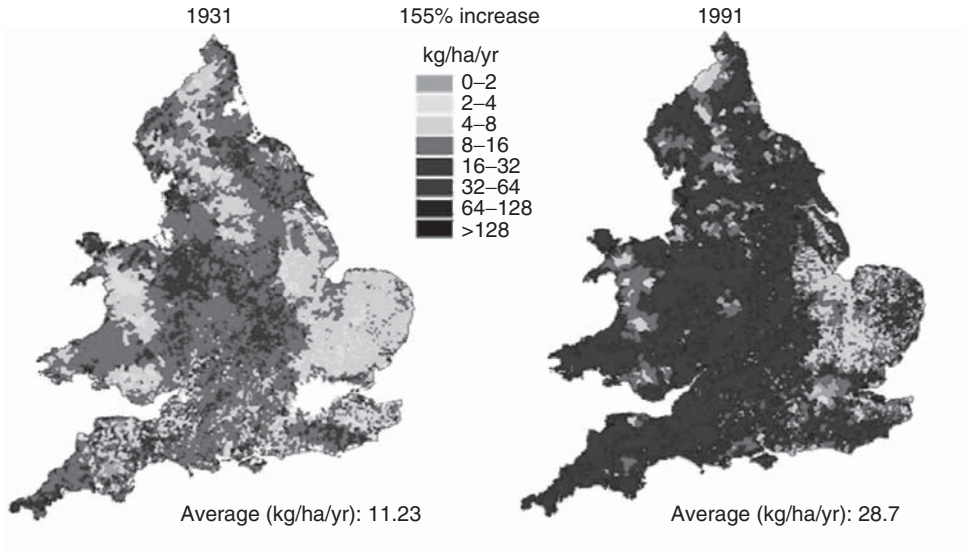 1931 155% increase 1991
kg/ha/yr
0–2
2–4
4–8
8–16
16–32
32–64
64–128
>128
Average (kg/ha/yr): 11.23 Average (kg/ha/yr): 28.7